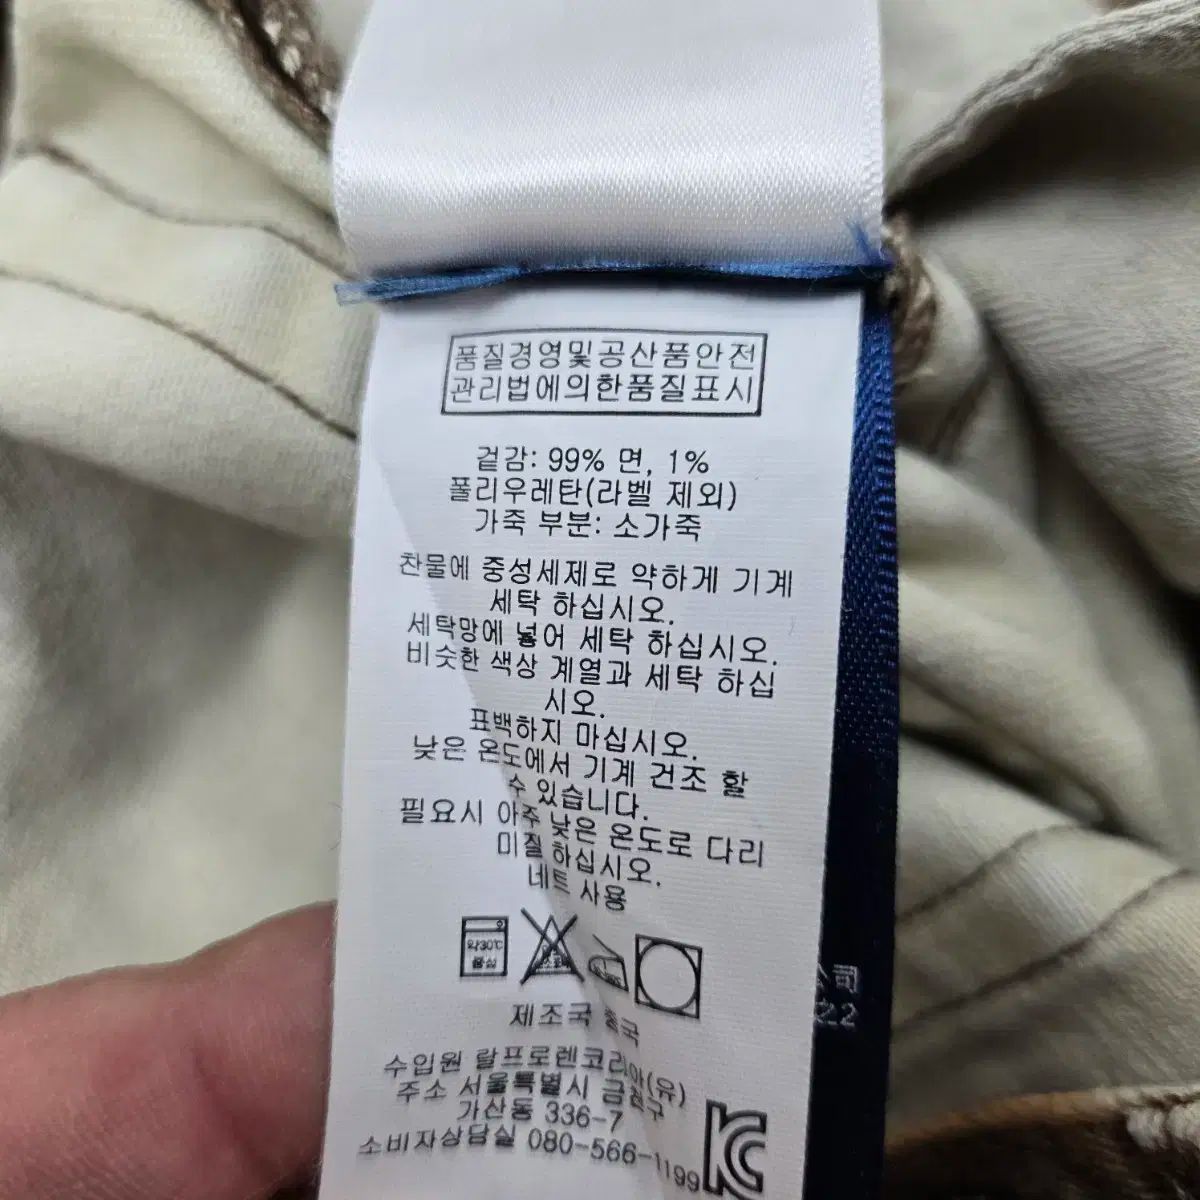 품질경영및공산품안전
관리법에의한품질표시
겉감: 99% 면, 1%
폴리우레탄(라벨 제외)
가죽 부분: 소가죽
찬물에 중성세제로 약하게 기계
세탁 하십시오.
세탁망에 넣어 세탁 하십시오.
비슷한 색상 계열과 세탁 하십
시오.
표백하지 마십시오.
낮은 온도에서 기계 건조 할
수 있습니다.
필요시 아주 낮은 온도로 다리
미질 하십시오.
네트 사용
약30℃
중성
제조국 중국
수입원 랄프로렌코리아(유)
주소 서울특별시 금천구
가산동 336-7
소비자상담실 080-566-1199
公司
22